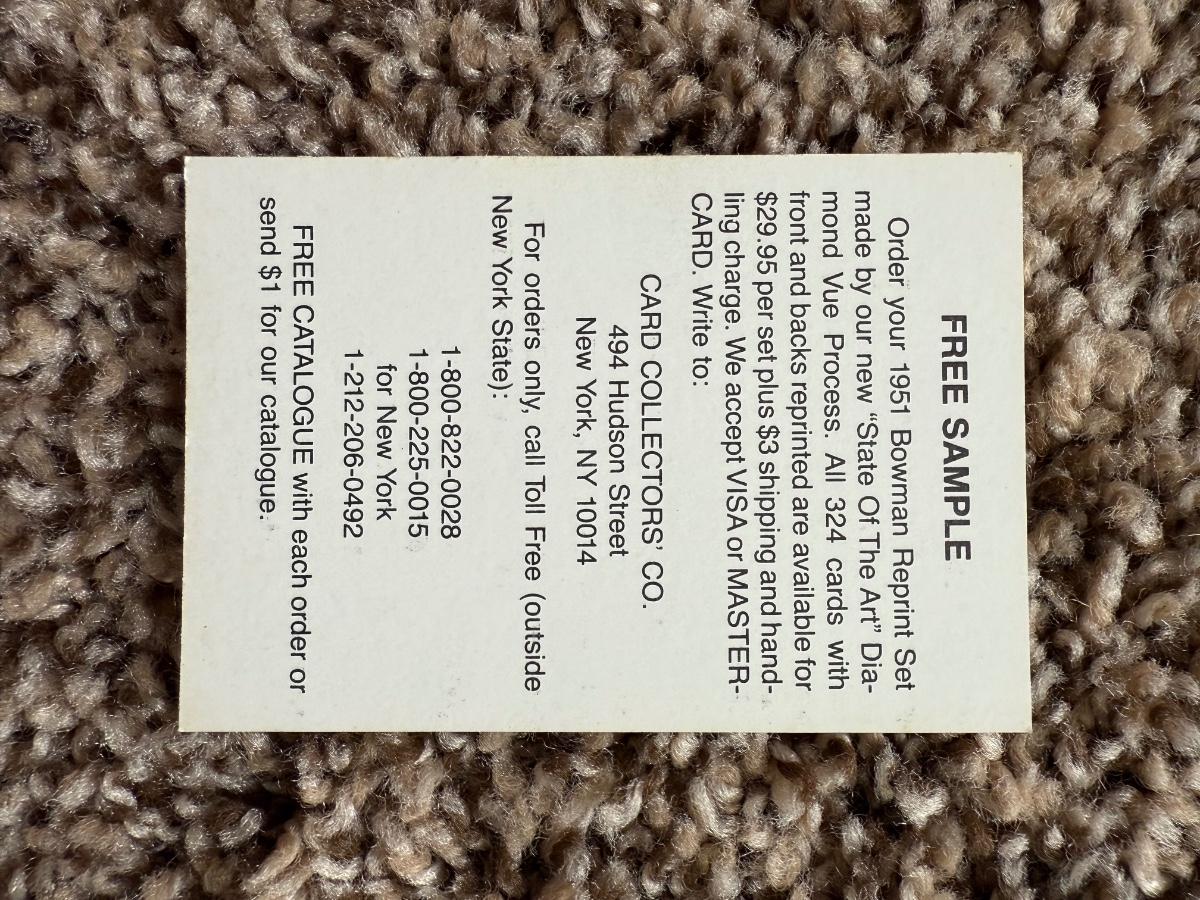 FREE SAMPLE
Order your 1951 Bowman Reprint Set
made by our new “State Of The Art” Dia-
mond Vue Process. All 324 cards with
front and backs reprinted are available for
$29.95 per set plus $3 shipping and hand-
ling charge. We accept VISA or MASTER-
CARD. Write to:
CARD COLLECTORS’ CO.
494 Hudson Street
New York, NY 10014
For orders only, call Toll Free (outside
New York State):
1-800-822-0028
1-800-225-0015
for New York
1-212-206-0492
FREE CATALOGUE with each order or
send $1 for our catalogue.